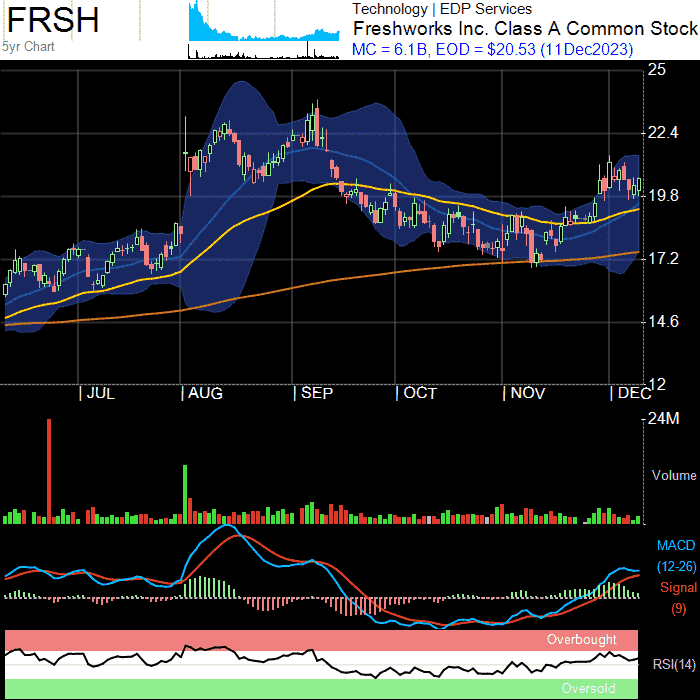 FRSH
5yr Chart
Technology | EDP Services
Freshworks Inc. Class A Common Stock
MC = 6.1B, EOD = $20.53 (11Dec2023)
25
22.4
19.8
17.2
14.6
12
JUL AUG SEP OCT NOV DEC
24M
Volume
MACD
(12-26)
Signal
(9)
Overbought
RSI(14)
Oversold